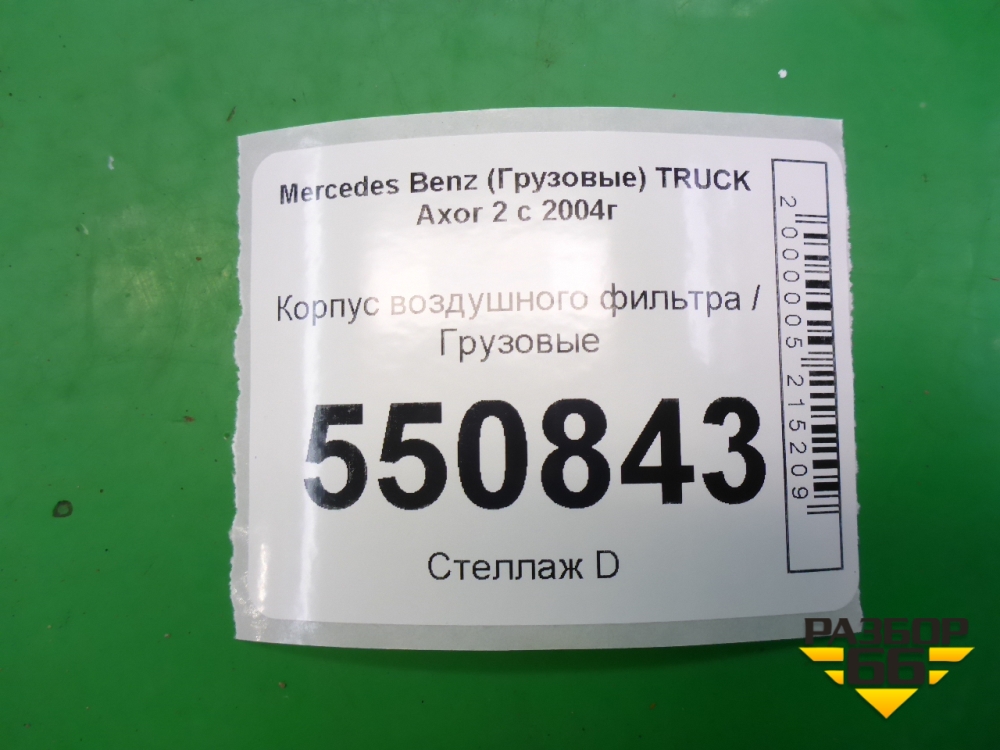 Mercedes Benz (Грузовые) TRUCK
Axor 2 с 2004г
Корпус воздушного фильтра /
Грузовые
550843
Стеллаж D
2000005215209
РАЗБОР
66